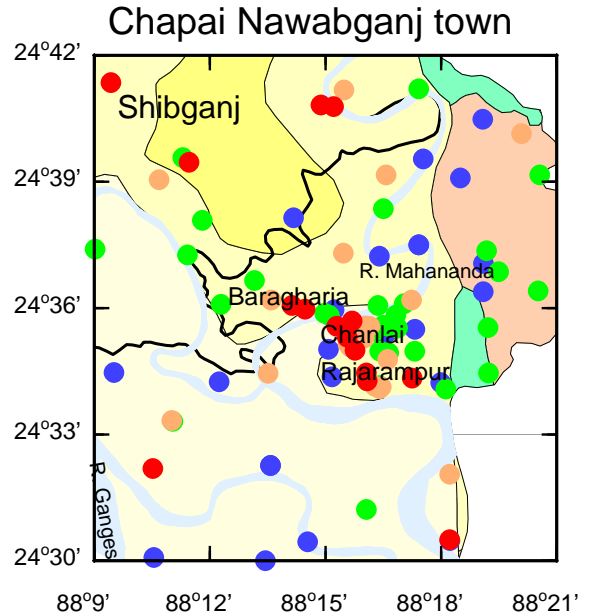 Chapai Nawabganj town
24°42’
Shibganj
24°39’
R. Mahananda
24°36’
Baragharia
Chanlai
Rajarampur
24°33’
R. Ganges
24°30’
88°9’ 88°12’ 88°15’ 88°18’ 88°21’